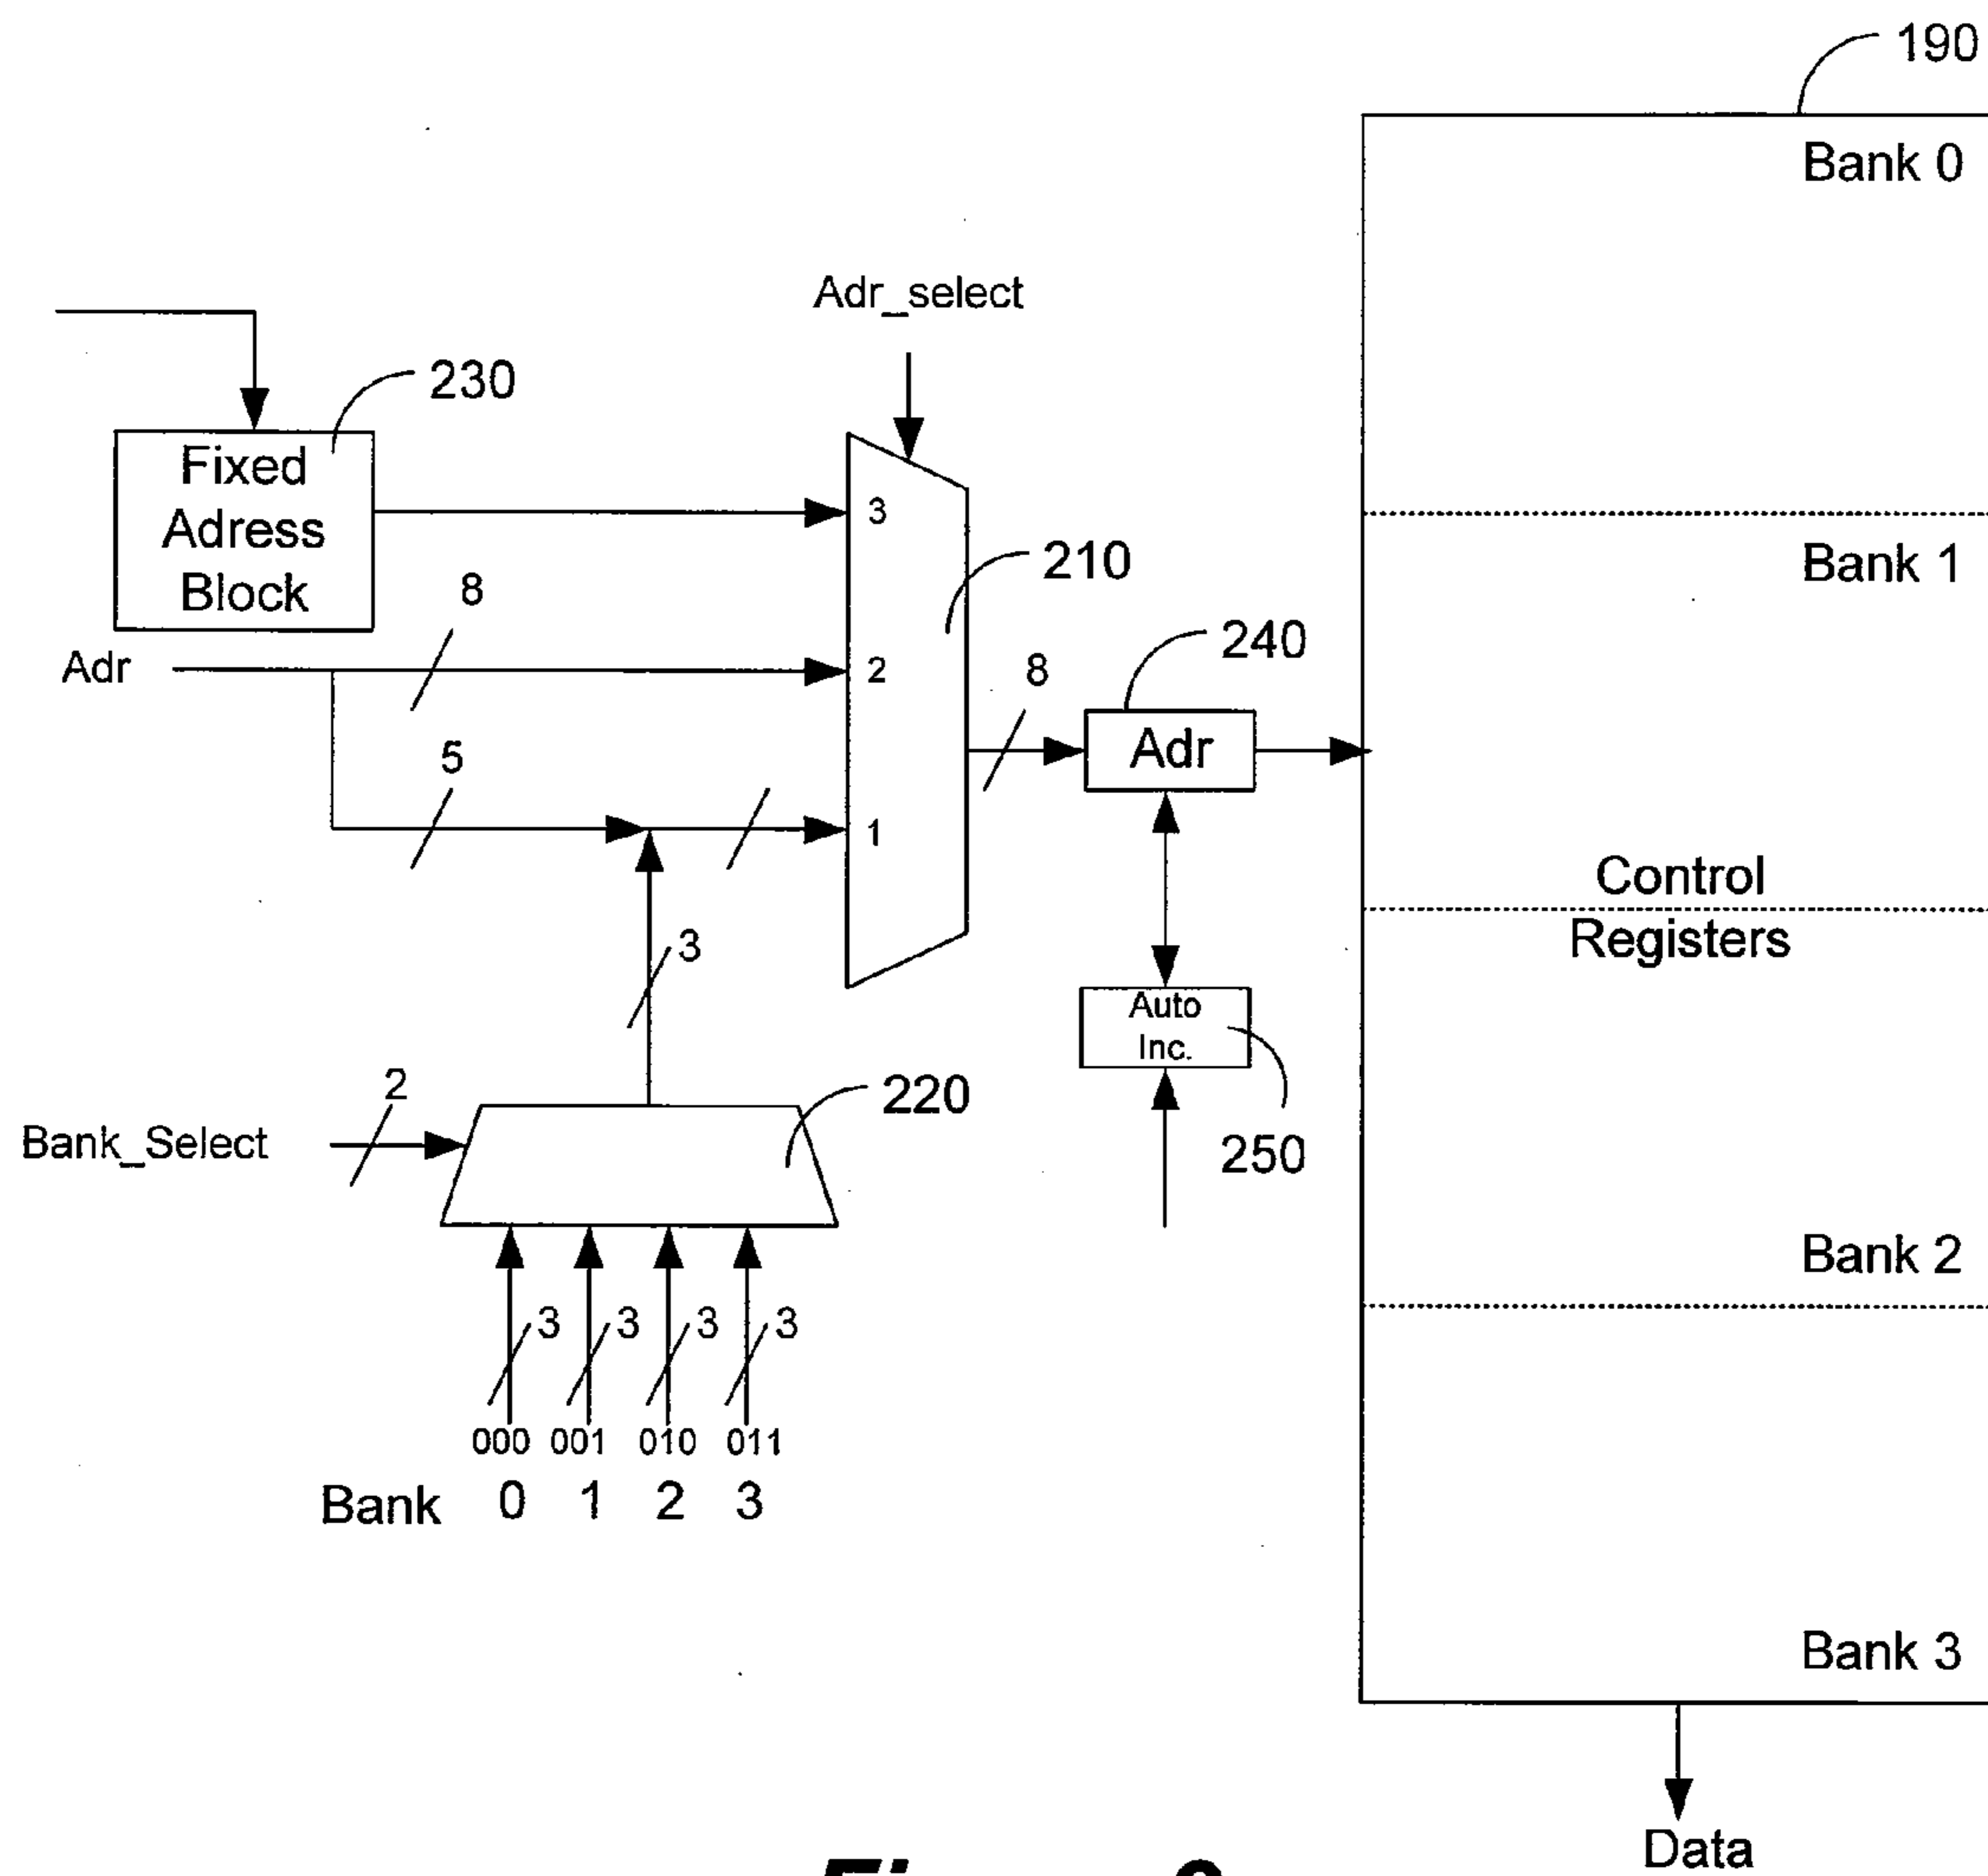 190
Bank 0
Adr_select
230
Fixed
Adress
Block
3
Bank 1
210
8
Adr
2
240
8
Adr
5
1
Control
Registers
3
Auto
Inc.
2
220
Bank_Select
250
Bank 2
3 3 3 3
000 001 010 011
Bank 0 1 2 3
Bank 3
Data